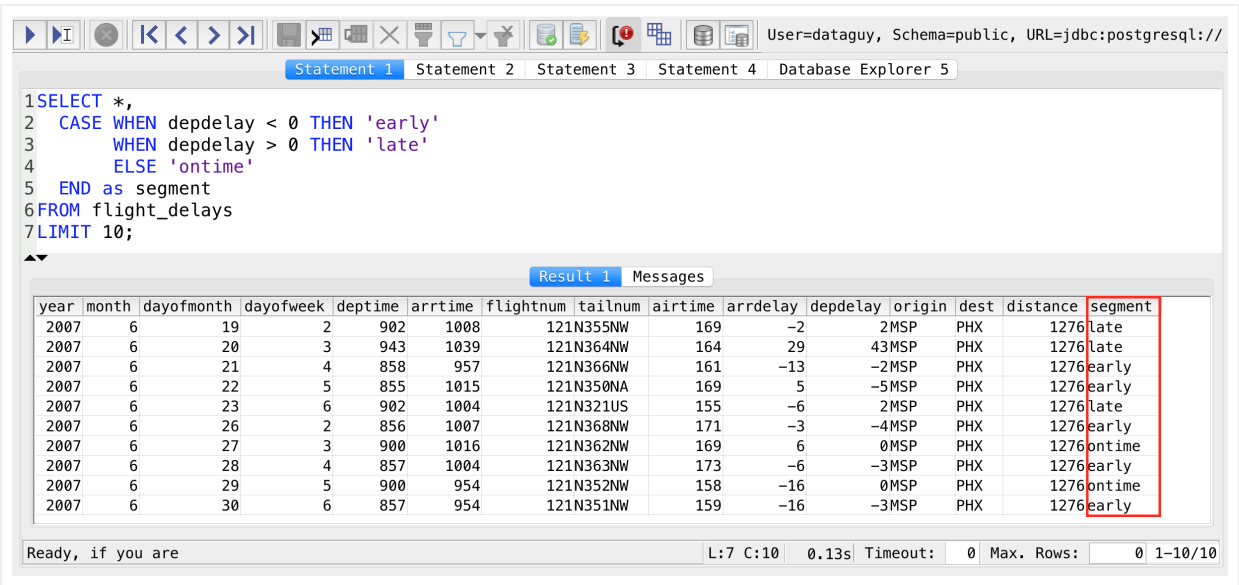 User=dataguy, Schema=public, URL=jdbc:postgresql://
Statement 1 Statement 2 Statement 3 Statement 4 Database Explorer 5
1 SELECT *,
2 CASE WHEN depdelay < 0 THEN 'early'
3 WHEN depdelay > 0 THEN 'late'
4 ELSE 'ontime'
5 END as segment
6 FROM flight_delays
7 LIMIT 10;
Result 1 Messages
year month dayofmonth dayofweek deptime arrtime flightnum tailnum airtime arrdelay depdelay origin dest distance segment
2007 6 19 2 902 1008 121 N355NW 169 −2 2 MSP PHX 1276 late
2007 6 20 3 943 1039 121 N364NW 164 29 43 MSP PHX 1276 late
2007 6 21 4 858 957 121 N366NW 161 −13 −2 MSP PHX 1276 early
2007 6 22 5 855 1015 121 N350NA 169 5 −5 MSP PHX 1276 early
2007 6 23 6 902 1004 121 N321US 155 −6 2 MSP PHX 1276 late
2007 6 26 2 856 1007 121 N368NW 171 −3 −4 MSP PHX 1276 early
2007 6 27 3 900 1016 121 N362NW 169 6 0 MSP PHX 1276 ontime
2007 6 28 4 857 1004 121 N363NW 173 −6 −3 MSP PHX 1276 early
2007 6 29 5 900 954 121 N352NW 158 −16 0 MSP PHX 1276 ontime
2007 6 30 6 857 954 121 N351NW 159 −16 −3 MSP PHX 1276 early
Ready, if you are L:7 C:10 0.13s Timeout: 0 Max. Rows: 0 1-10/10